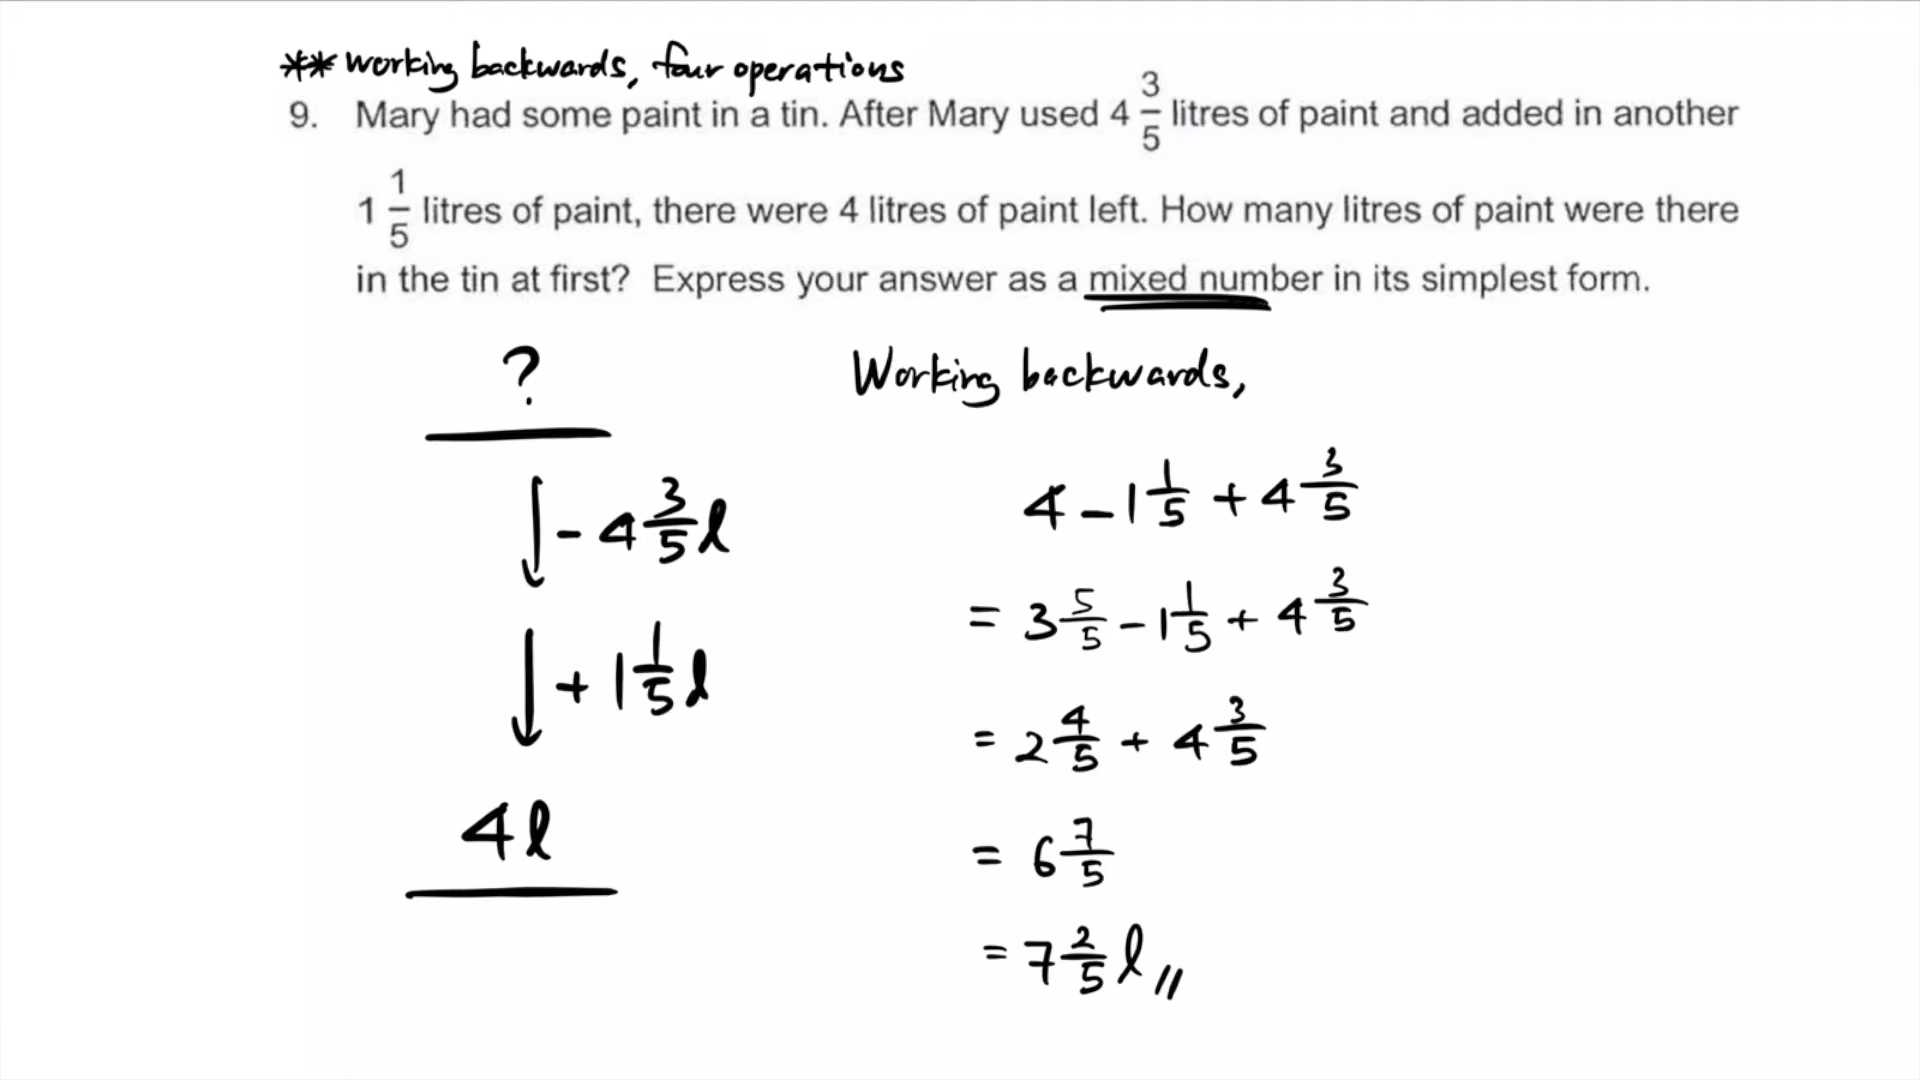 ** working backwards, four operations
9. Mary had some paint in a tin. After Mary used 4 3/5 litres of paint and added in another
1 1/5 litres of paint, there were 4 litres of paint left. How many litres of paint were there
in the tin at first? Express your answer as a mixed number in its simplest form.
?
- 4 3/5 l
+ 1 1/5 l
4 l
Working backwards,
4 - 1 1/5 + 4 3/5
= 3 5/5 - 1 1/5 + 4 3/5
= 2 4/5 + 4 3/5
= 6 7/5
= 7 2/5 l //